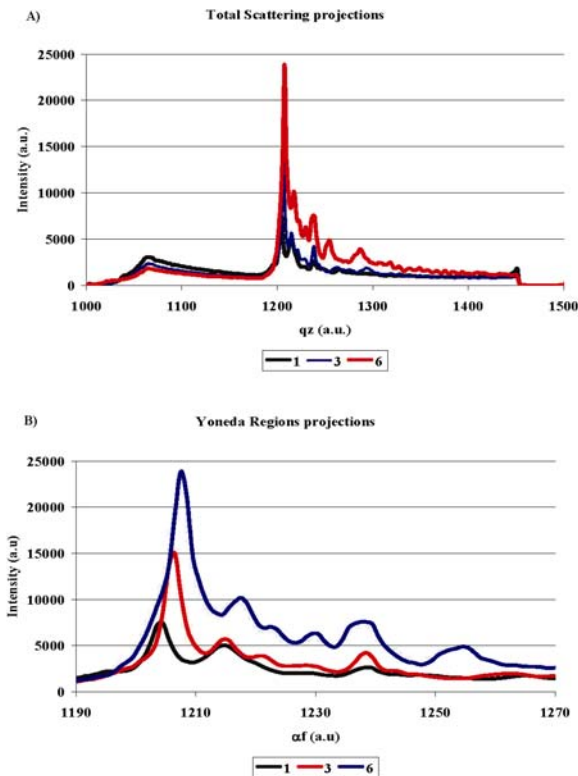 A)
Total Scattering projections
25000
20000
15000
10000
5000
0
Intensity (a.u.)
1000 1100 1200 1300 1400 1500
qz (a.u.)
1 3 6
B)
Yoneda Regions projections
25000
20000
15000
10000
5000
0
Intensity (a.u)
1190 1210 1230 1250 1270
αf (a.u)
1 3 6